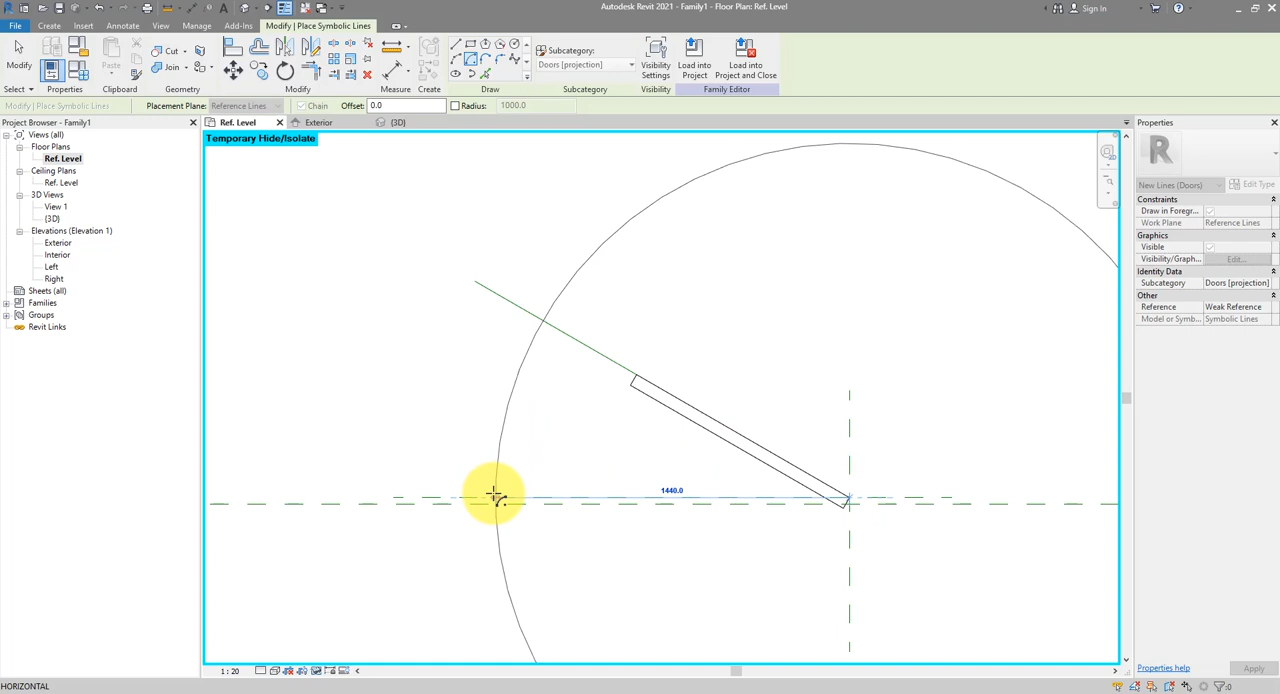 Autodesk Revit 2021 - Family1 - Floor Plan: Ref. Level
Sign In
File Create Insert Annotate View Manage Add-Ins Modify | Place Symbolic Lines
Modify
Paste
Cut
Join
Subcategory:
Doors [projection]
Visibility
Settings
Load into
Project
Load into
Project and Close
Select Properties Clipboard Geometry Modify Measure Create Draw Subcategory Visibility Family Editor
Modify | Place Symbolic Lines Placement Plane: Reference Lines Chain Offset: 0.0 Radius: 1000.0
Project Browser - Family1
Views (all)
Floor Plans
Ref. Level
Ceiling Plans
Ref. Level
3D Views
View 1
{3D}
Elevations (Elevation 1)
Exterior
Interior
Left
Right
Sheets (all)
Families
Groups
Revit Links
Ref. Level Exterior {3D}
Temporary Hide/Isolate
2D
1440.0
1 : 20
Properties
R
New Lines (Doors) Edit Type
Constraints
Draw in Foregr...
Work Plane Reference Lines
Graphics
Visible
Visibility/Graph... Edit...
Identity Data
Subcategory Doors [projection]
Other
Reference Weak Reference
Model or Symb... Symbolic Lines
Properties help Apply
HORIZONTAL
:0